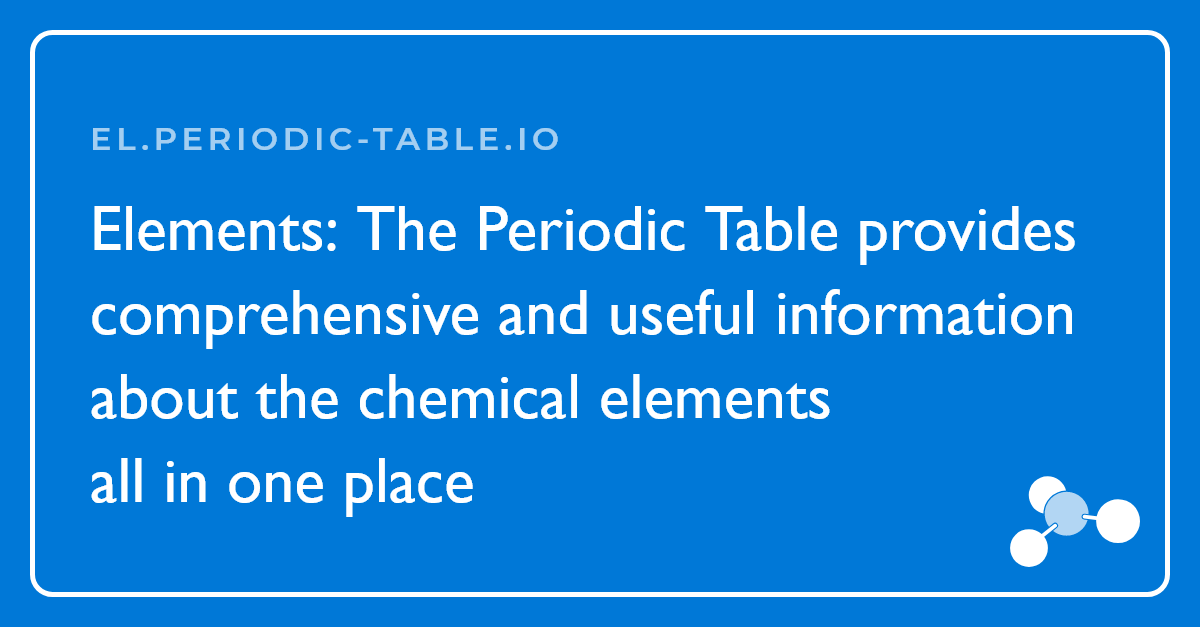 EL.PERIODIC-TABLE.IO
Elements: The Periodic Table provides
comprehensive and useful information
about the chemical elements
all in one place